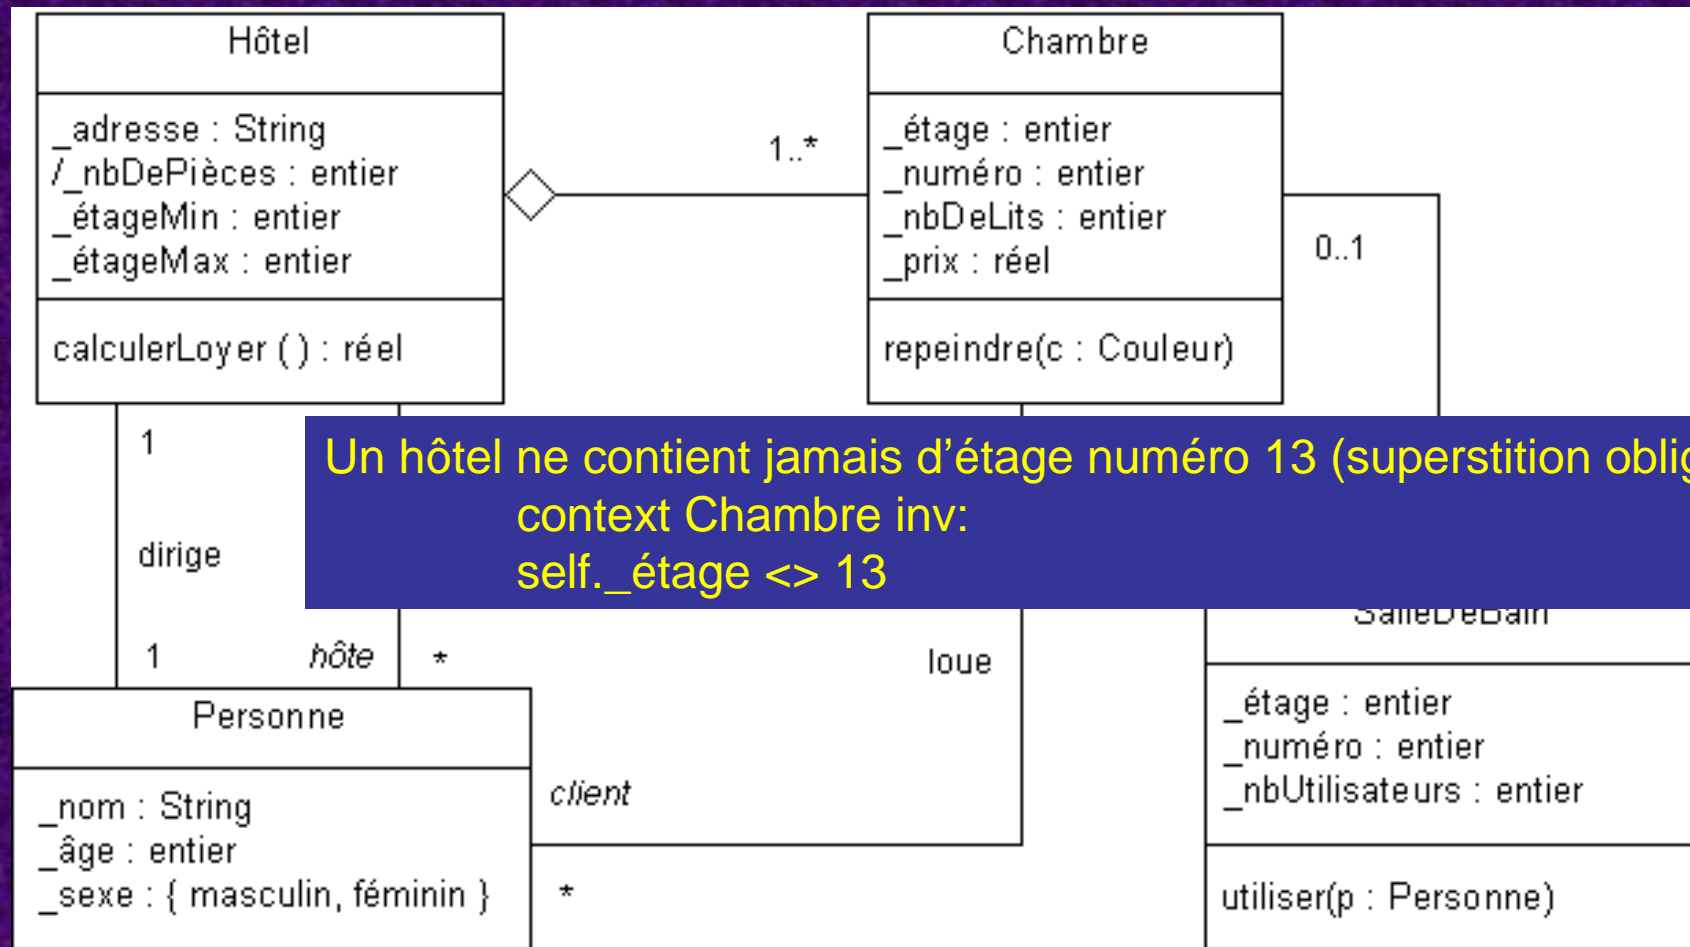 Hôtel
_adresse : String
/_nbDePièces : entier
_étageMin : entier
_étageMax : entier
calculerLoyer ( ) : réel
1..*
Chambre
_étage : entier
_numéro : entier
_nbDeLits : entier
_prix : réel
repeindre(c : Couleur)
0..1
1
dirige
1
hôte
*
Un hôtel ne contient jamais d’étage numéro 13 (superstition
context Chambre inv:
self._étage <> 13
loue
client
*
Personne
_nom : String
_âge : entier
_sexe : { masculin, féminin }
SalleDeBain
_étage : entier
_numéro : entier
_nbUtilisateurs : entier
utiliser(p : Personne)